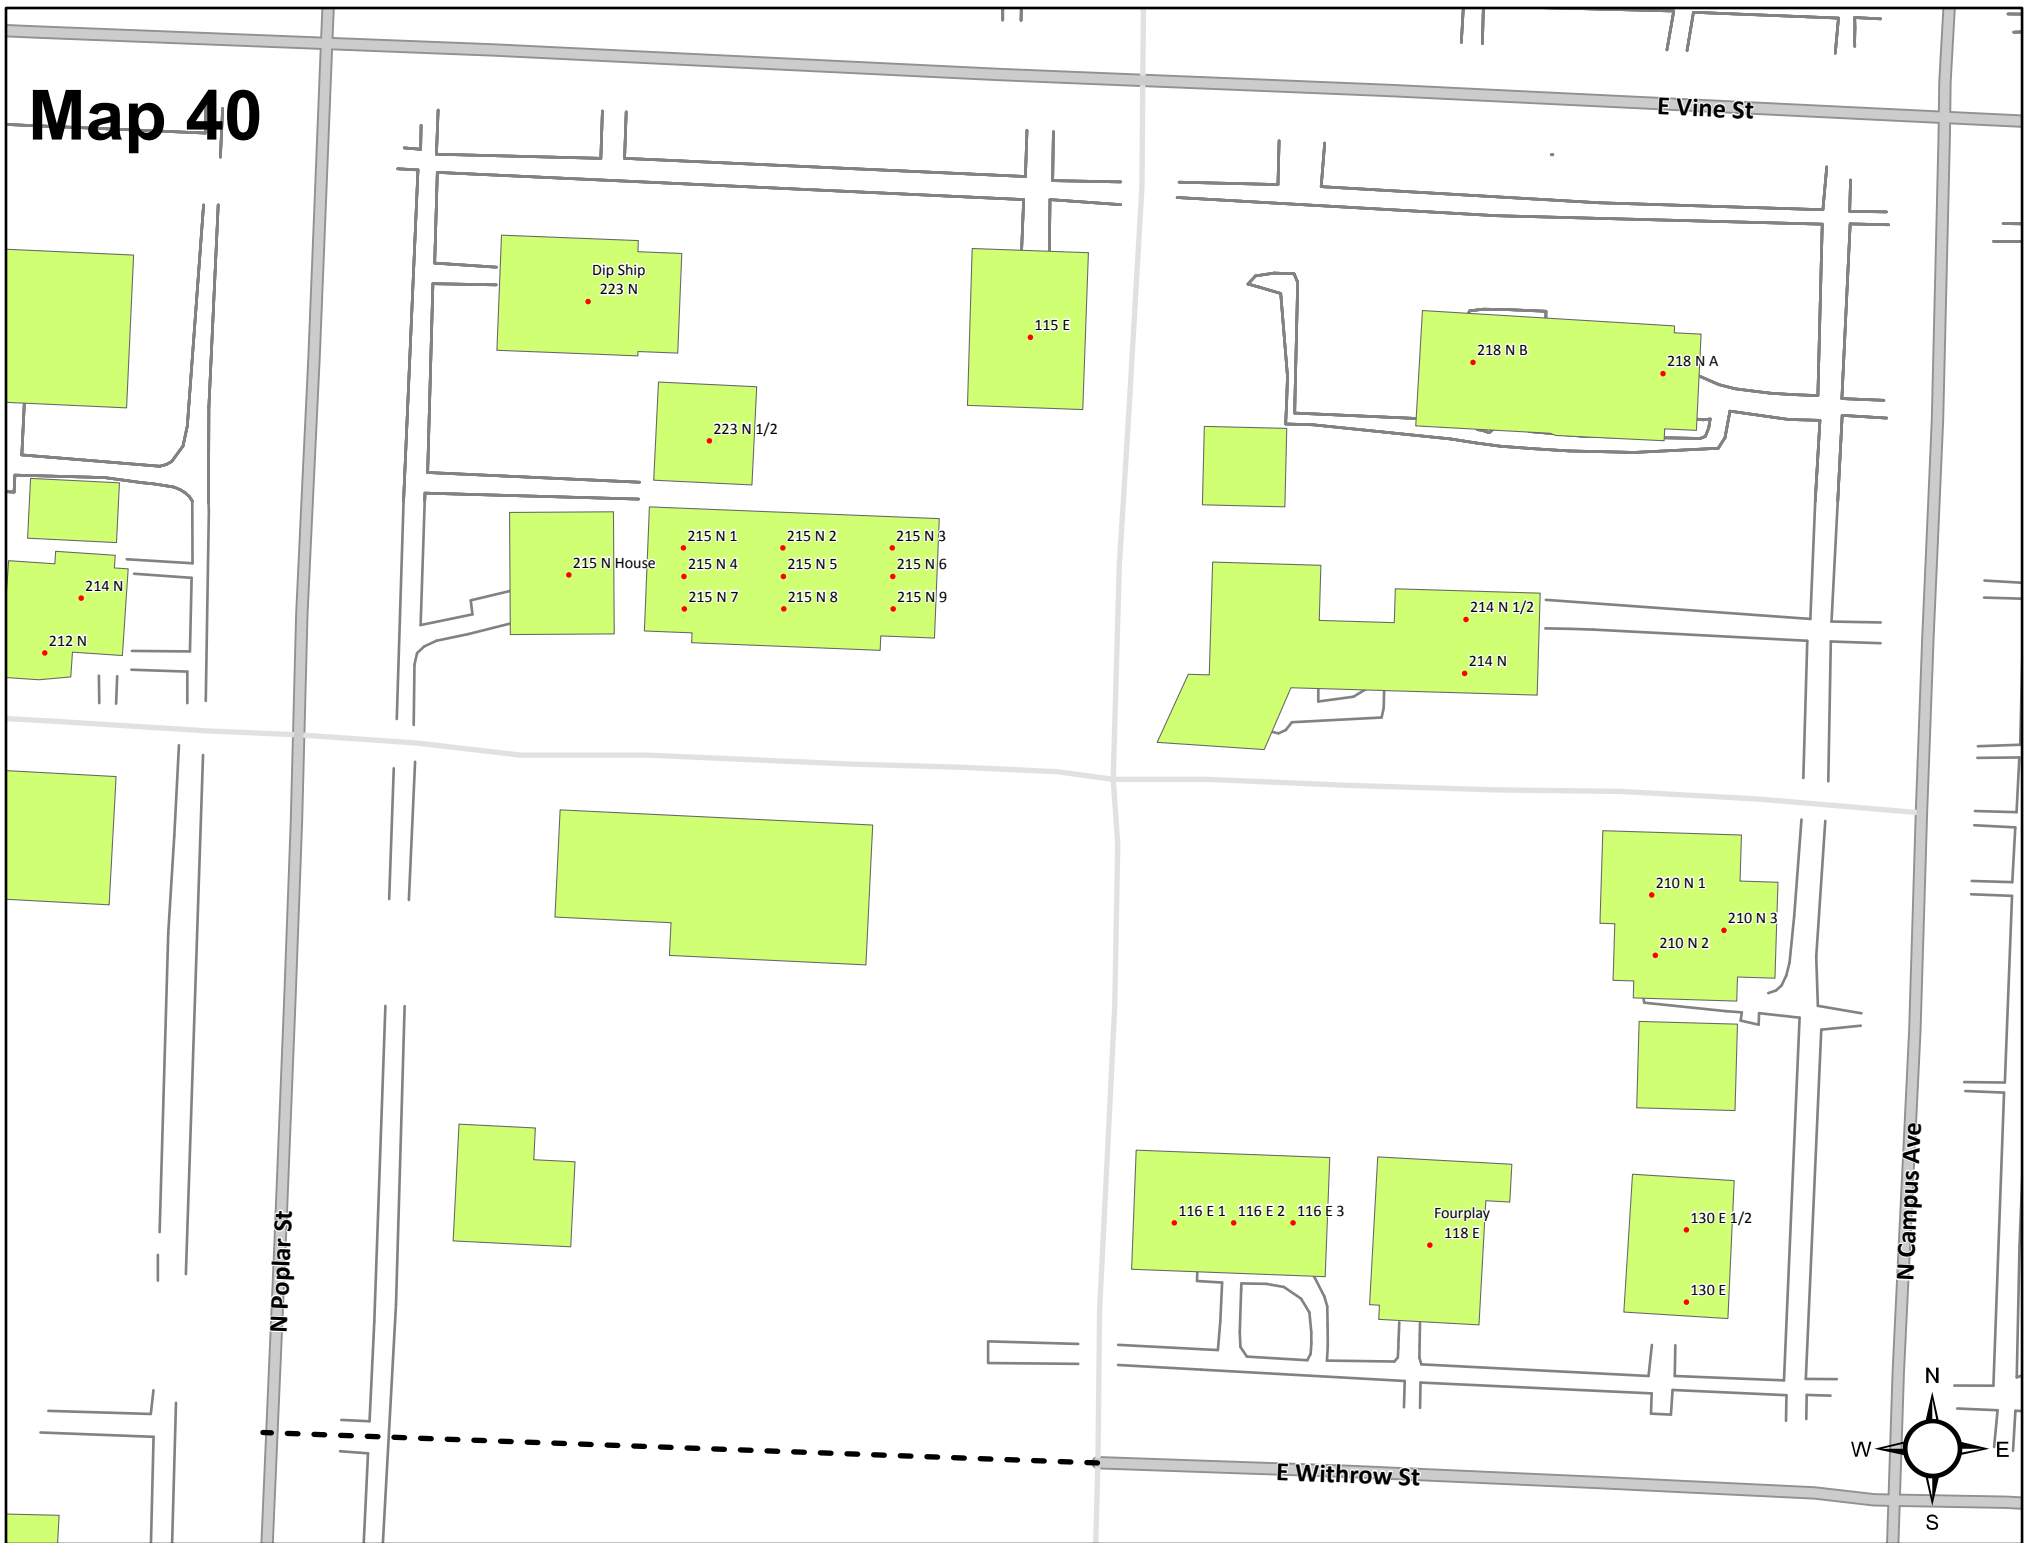 Map 40
E Vine St
Dip Ship
223 N
115 E
218 N B
218 N A
223 N 1/2
215 N 1
215 N 2
215 N 3
215 N House
215 N 4
215 N 5
215 N 6
215 N 7
215 N 8
215 N 9
214 N
212 N
214 N 1/2
214 N
210 N 1
210 N 3
210 N 2
116 E 1
116 E 2
116 E 3
Fourplay
118 E
130 E 1/2
130 E
N Poplar St
N Campus Ave
E Withrow St
N
W
E
S